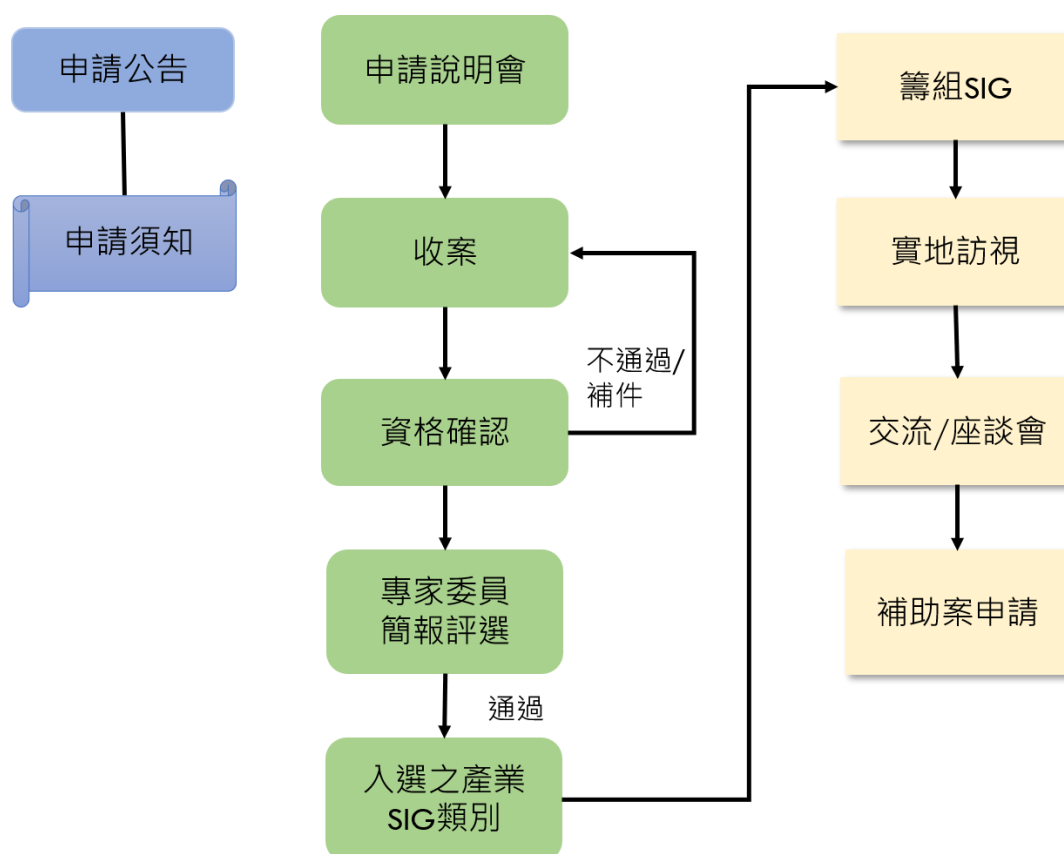 申請公告
申請須知
申請說明會
收案
不通過/
補件
資格確認
專家委員
簡報評選
通過
入選之產業
SIG類別
籌組SIG
實地訪視
交流/座談會
補助案申請